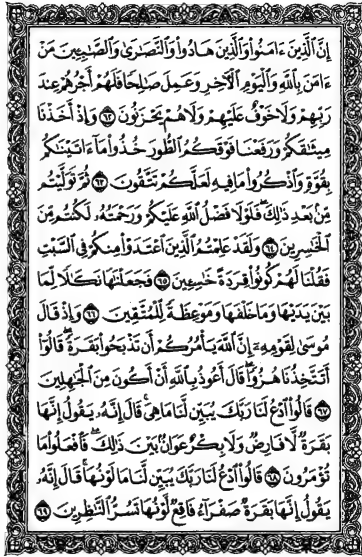 إِنَّ ٱلَّذِينَ ءَامَنُوا۟ وَٱلَّذِينَ هَادُوا۟ وَٱلنَّصَٰرَىٰ وَٱلصَّٰبِـِٔينَ مَنْ
ءَامَنَ بِٱللَّهِ وَٱلْيَوْمِ ٱلْـَٔاخِرِ وَعَمِلَ صَٰلِحًا فَلَهُمْ أَجْرُهُمْ عِندَ
رَبِّهِمْ وَلَا خَوْفٌ عَلَيْهِمْ وَلَا هُمْ يَحْزَنُونَ ٦٢ وَإِذْ أَخَذْنَا
مِيثَٰقَكُمْ وَرَفَعْنَا فَوْقَكُمُ ٱلطُّورَ خُذُوا۟ مَآ ءَاتَيْنَٰكُم
بِقُوَّةٍ وَٱذْكُرُوا۟ مَا فِيهِ لَعَلَّكُمْ تَتَّقُونَ ٦٣ ثُمَّ تَوَلَّيْتُم
مِّنۢ بَعْدِ ذَٰلِكَ ۖ فَلَوْلَا فَضْلُ ٱللَّهِ عَلَيْكُمْ وَرَحْمَتُهُۥ لَكُنتُم مِّنَ
ٱلْخَٰسِرِينَ ٦٤ وَلَقَدْ عَلِمْتُمُ ٱلَّذِينَ ٱعْتَدَوْا۟ مِنكُمْ فِى ٱلسَّبْتِ
فَقُلْنَا لَهُمْ كُونُوا۟ قِرَدَةً خَٰسِـِٔينَ ٦٥ فَجَعَلْنَٰهَا نَكَٰلًا لِّمَا
بَيْنَ يَدَيْهَا وَمَا خَلْفَهَا وَمَوْعِظَةً لِّلْمُتَّقِينَ ٦٦ وَإِذْ قَالَ
مُوسَىٰ لِقَوْمِهِۦٓ إِنَّ ٱللَّهَ يَأْمُرُكُمْ أَن تَذْبَحُوا۟ بَقَرَةً ۖ قَالُوٓا۟
أَتَتَّخِذُنَا هُزُوًا ۖ قَالَ أَعُوذُ بِٱللَّهِ أَنْ أَكُونَ مِنَ ٱلْجَٰهِلِينَ
٦٧ قَالُوا۟ ٱدْعُ لَنَا رَبَّكَ يُبَيِّن لَّنَا مَا هِىَ ۚ قَالَ إِنَّهُۥ يَقُولُ إِنَّهَا
بَقَرَةٌ لَّا فَارِضٌ وَلَا بِكْرٌ عَوَانٌۢ بَيْنَ ذَٰلِكَ ۖ فَٱفْعَلُوا۟ مَا
تُؤْمَرُونَ ٦٨ قَالُوا۟ ٱدْعُ لَنَا رَبَّكَ يُبَيِّن لَّنَا مَا لَوْنُهَا ۚ قَالَ إِنَّهُۥ
يَقُولُ إِنَّهَا بَقَرَةٌ صَفْرَآءُ فَاقِعٌ لَّوْنُهَا تَسُرُّ ٱلنَّٰظِرِينَ ٦٩